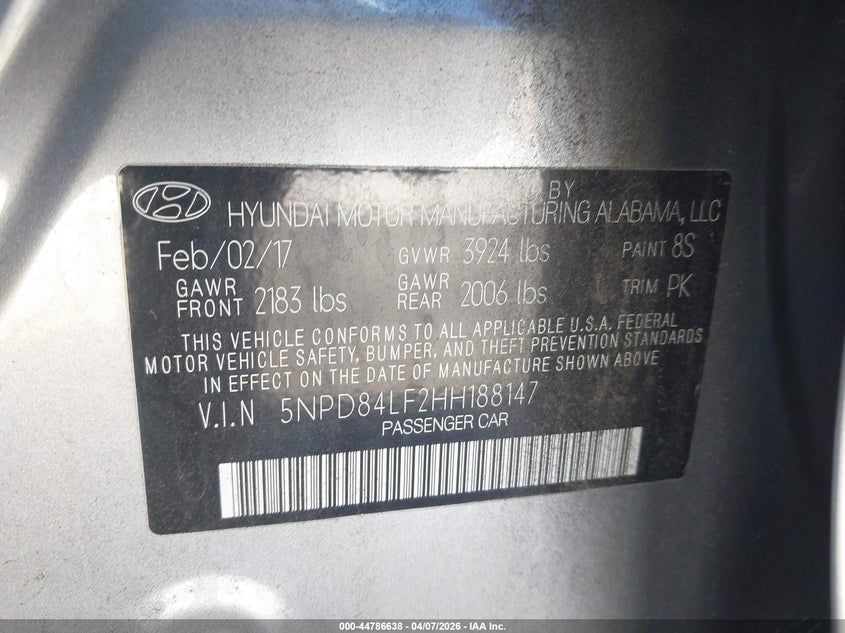 BY
HYUNDAI MOTOR MANUFACTURING ALABAMA, LLC
Feb/02/17 GVWR 3924 lbs PAINT 8S
GAWR FRONT 2183 lbs GAWR REAR 2006 lbs TRIM PK
THIS VEHICLE CONFORMS TO ALL APPLICABLE U.S.A. FEDERAL
MOTOR VEHICLE SAFETY, BUMPER, AND THEFT PREVENTION STANDARDS
IN EFFECT ON THE DATE OF MANUFACTURE SHOWN ABOVE
V.I.N 5NPD84LF2HH188147
PASSENGER CAR
000-44786638 - 04/07/2026 - IAA Inc.